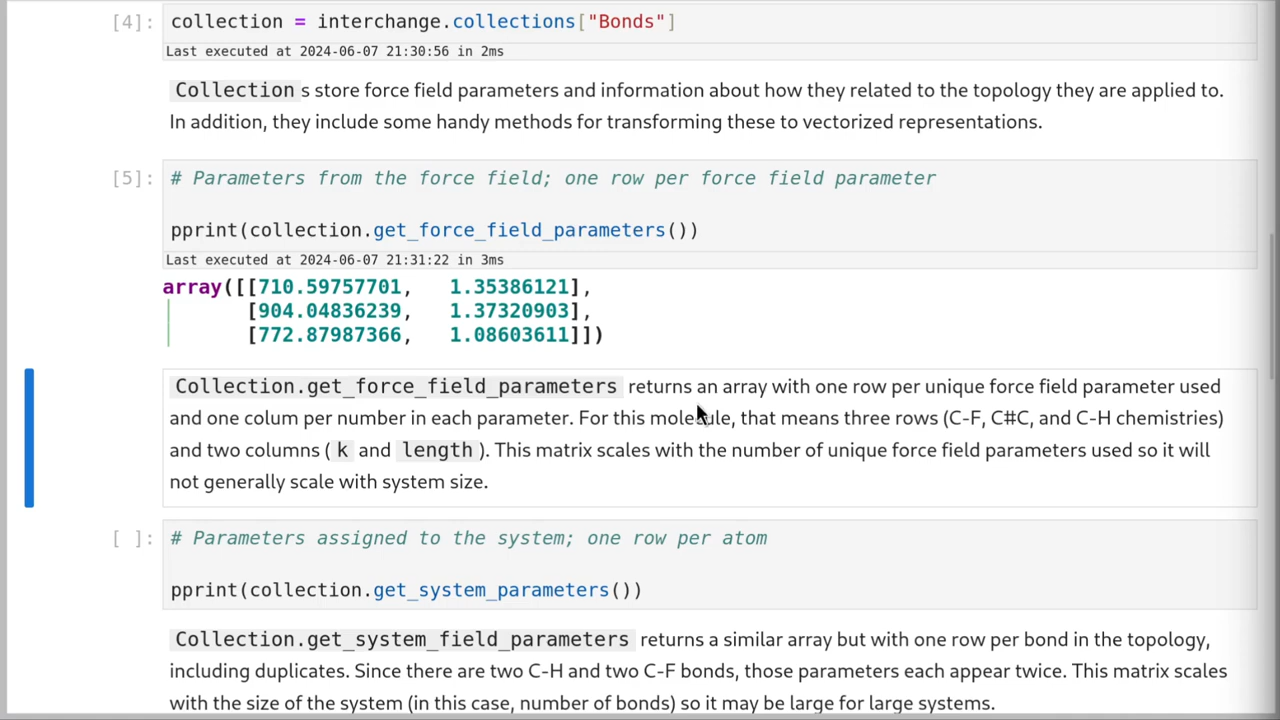 [4]: collection = interchange.collections["Bonds"]
Last executed at 2024-06-07 21:30:56 in 2ms
Collections store force field parameters and information about how they related to the topology they are applied to.
In addition, they include some handy methods for transforming these to vectorized representations.
[5]: # Parameters from the force field; one row per force field parameter
pprint(collection.get_force_field_parameters())
Last executed at 2024-06-07 21:31:22 in 3ms
array([[710.59757701,   1.35386121],
[904.04836239,   1.37320903],
[772.87987366,   1.08603611]])
Collection.get_force_field_parameters returns an array with one row per unique force field parameter used
and one colum per number in each parameter. For this molecule, that means three rows (C-F, C#C, and C-H chemistries)
and two columns ( k and length ). This matrix scales with the number of unique force field parameters used so it will
not generally scale with system size.
[ ]: # Parameters assigned to the system; one row per atom
pprint(collection.get_system_parameters())
Collection.get_system_field_parameters returns a similar array but with one row per bond in the topology,
including duplicates. Since there are two C-H and two C-F bonds, those parameters each appear twice. This matrix scales
with the size of the system (in this case, number of bonds) so it may be large for large systems.